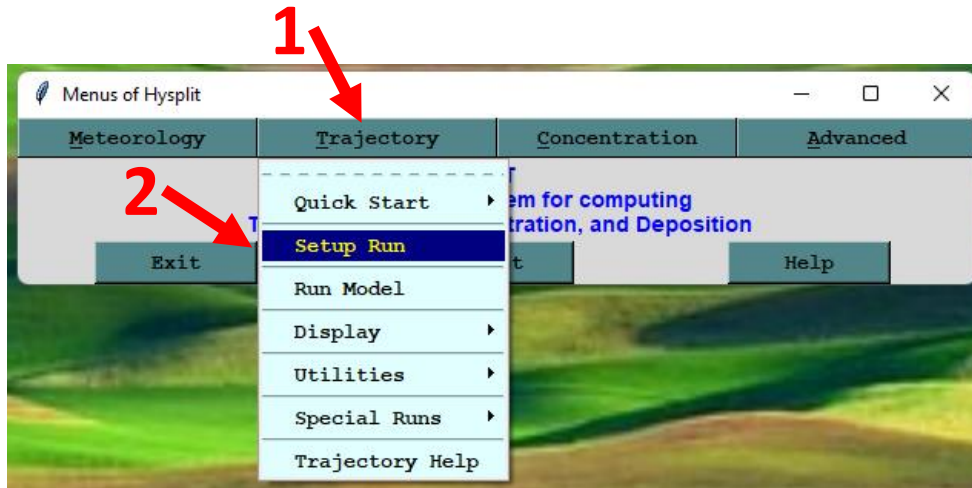 1
Menus of Hysplit
Meteorology Trajectory Concentration Advanced
2
em for computing
tration, and Deposition
Exit Help
Quick Start
Setup Run
Run Model
Display
Utilities
Special Runs
Trajectory Help